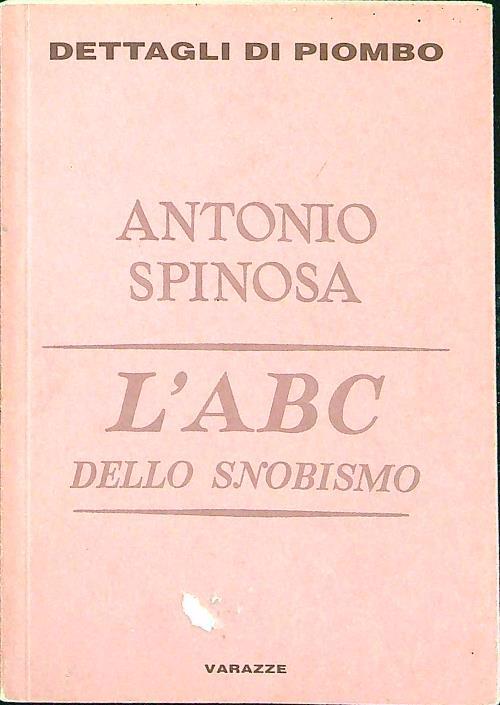 DETTAGLI DI PIOMBO
ANTONIO
SPINOSA
L'ABC
DELLO SNOBISMO
VARAZZE